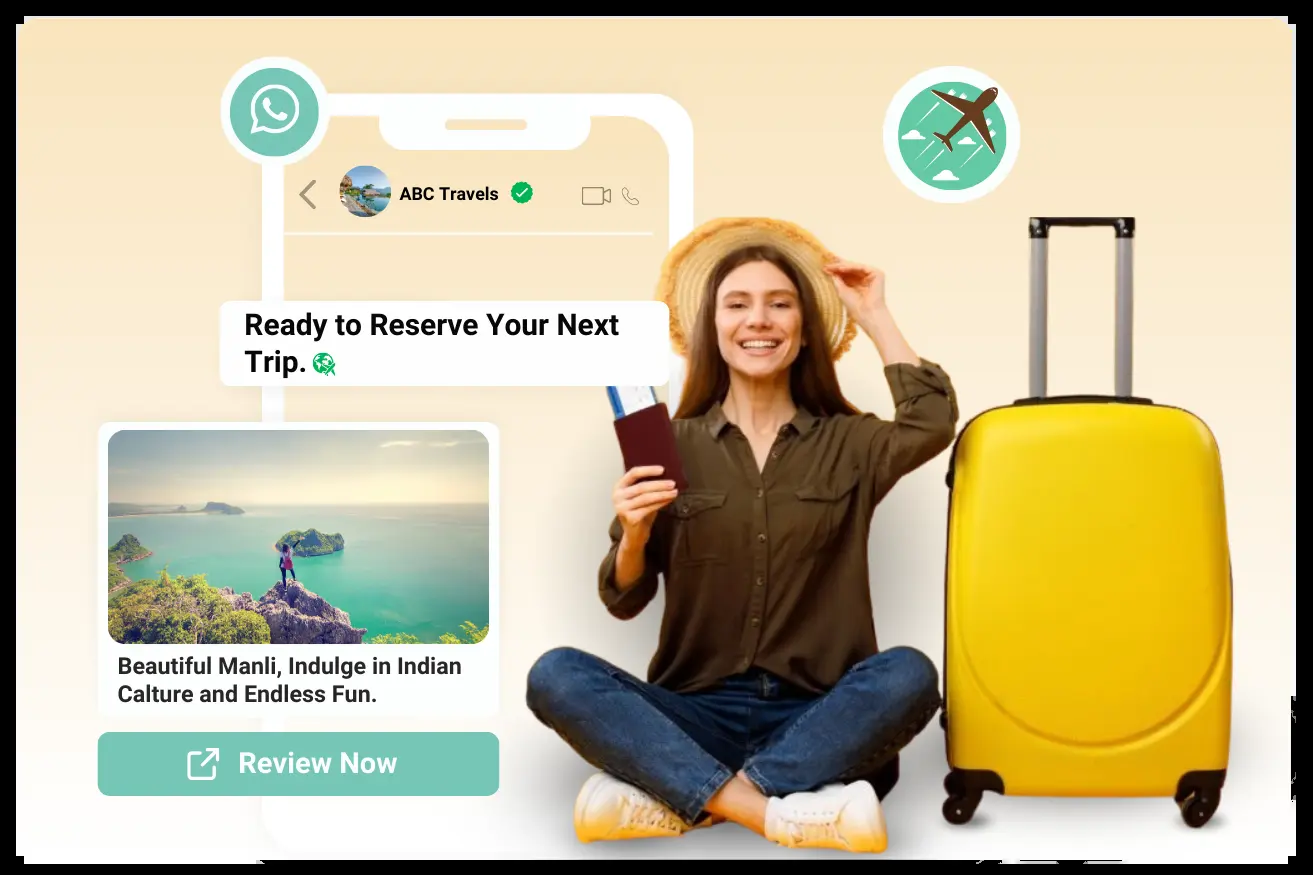 ABC Travels
Ready to Reserve Your Next
Trip.
Beautiful Manli, Indulge in Indian
Calture and Endless Fun.
Review Now